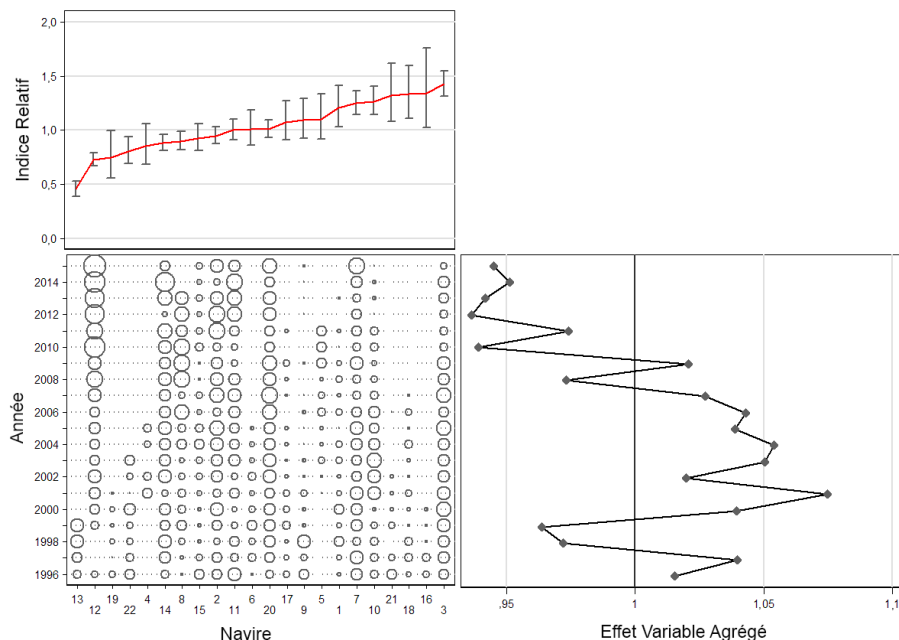 2,0
1,5
1,0
0,5
0,0
Indice Relatif
2014
2012
2010
2008
2006
2004
2002
2000
1998
1996
Année
13 19 4 8 2 6 17 5 7 21 16
12 22 14 15 11 20 9 1 10 18 3
Navire
,95 1 1,05 1,1
Effet Variable Agrégé